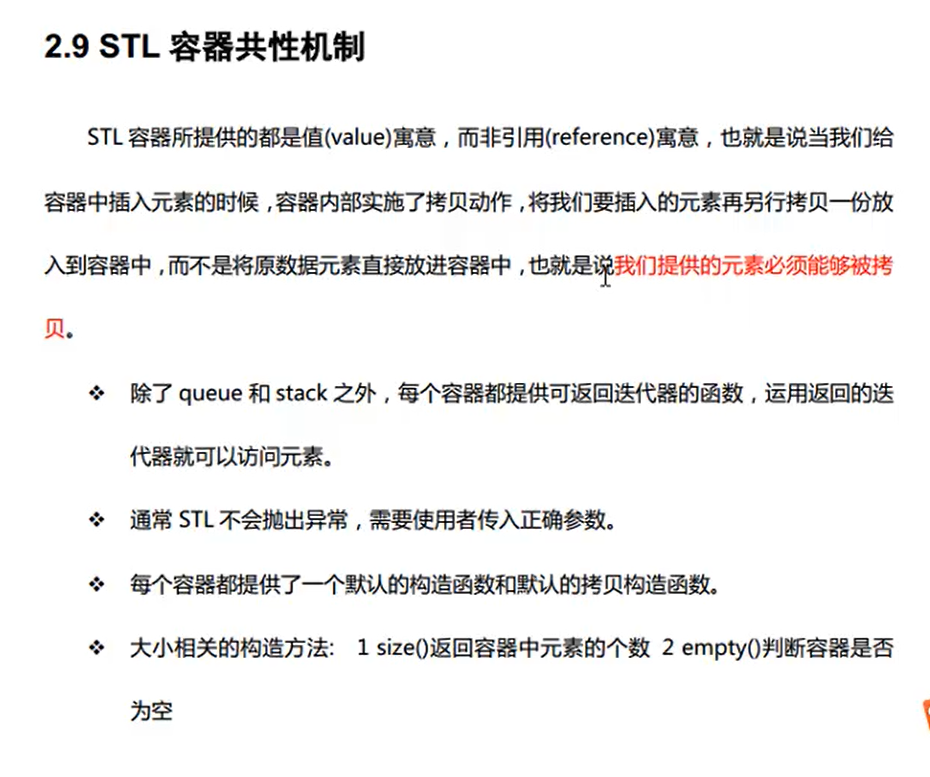 2.9 STL 容器共性机制
STL 容器所提供的都是值(value)寓意，而非引用(reference)寓意，也就是说当我们给
容器中插入元素的时候，容器内部实施了拷贝动作，将我们要插入的元素再另行拷贝一份放
入到容器中，而不是将原数据元素直接放进容器中，也就是说我们提供的元素必须能够被拷
贝。
❖ 除了 queue 和 stack 之外，每个容器都提供可返回迭代器的函数，运用返回的迭
代器就可以访问元素。
❖ 通常 STL 不会抛出异常，需要使用者传入正确参数。
❖ 每个容器都提供了一个默认的构造函数和默认的拷贝构造函数。
❖ 大小相关的构造方法: 1 size()返回容器中元素的个数 2 empty()判断容器是否
为空